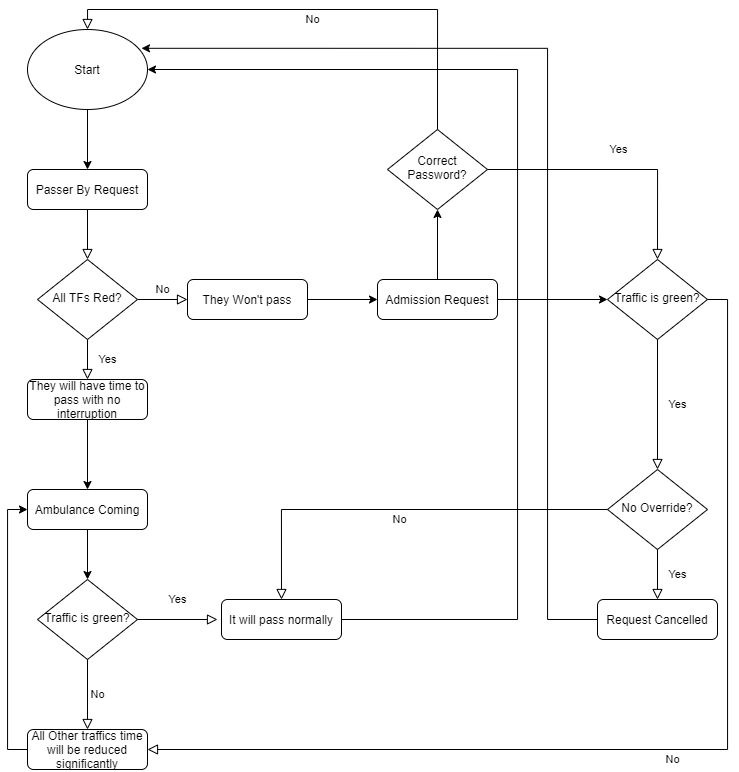 No
Start
Correct
Password?
Yes
Passer By Request
All TFs Red?
No
They Won't pass
Admission Request
Traffic is green?
Yes
They will have time to
pass with no
interruption
Yes
Ambulance Coming
No
No Override?
Yes
Traffic is green?
Yes
It will pass normally
Request Cancelled
No
All Other traffics time
will be reduced
significantly
No